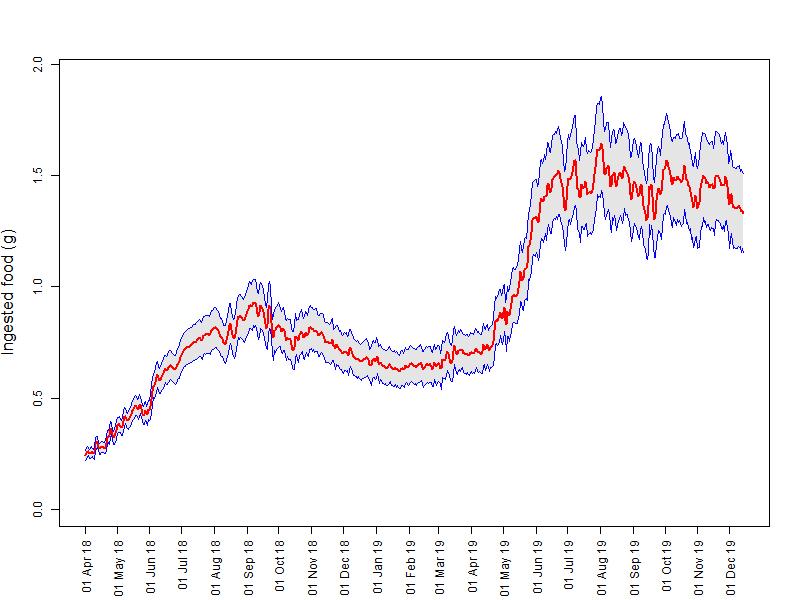 Ingested food (g)
2.0
1.5
1.0
0.5
0.0
01 Apr 18
01 May 18
01 Jun 18
01 Jul 18
01 Aug 18
01 Sep 18
01 Oct 18
01 Nov 18
01 Dec 18
01 Jan 19
01 Feb 19
01 Mar 19
01 Apr 19
01 May 19
01 Jun 19
01 Jul 19
01 Aug 19
01 Sep 19
01 Oct 19
01 Nov 19
01 Dec 19